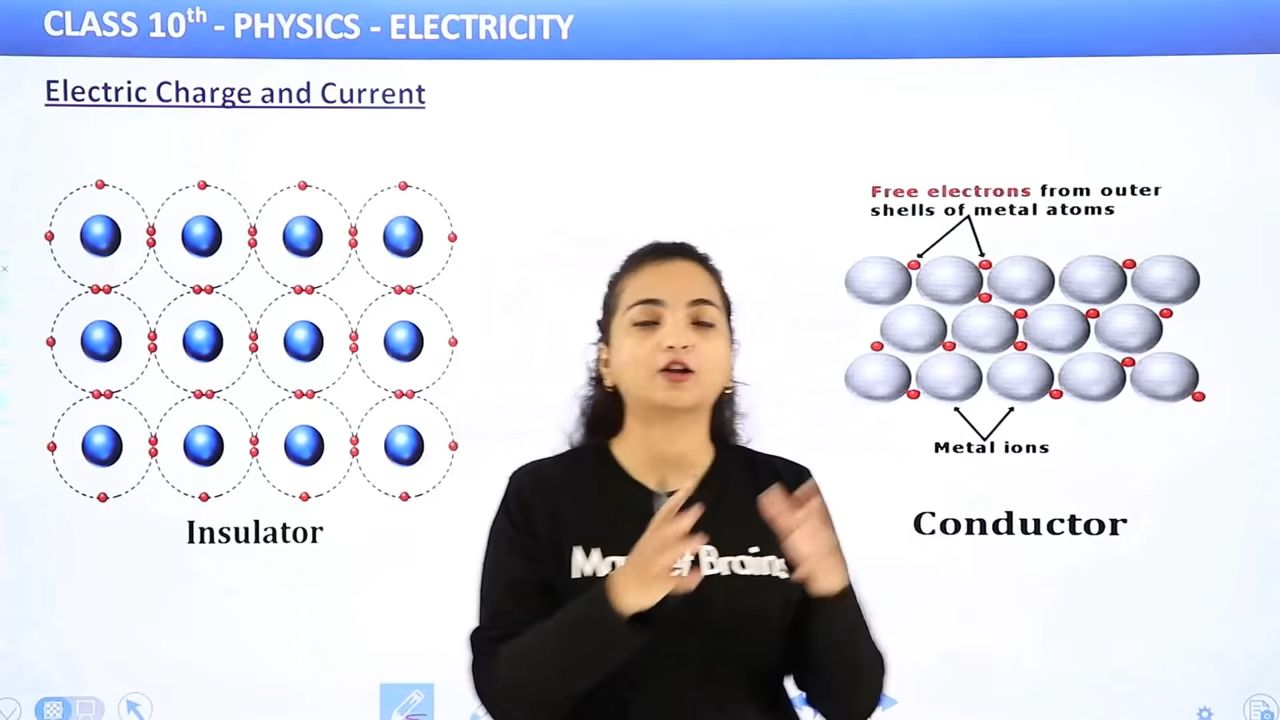 CLASS 10th - PHYSICS - ELECTRICITY
Electric Charge and Current
Free electrons from outer
shells of metal atoms
Metal ions
Insulator
Conductor